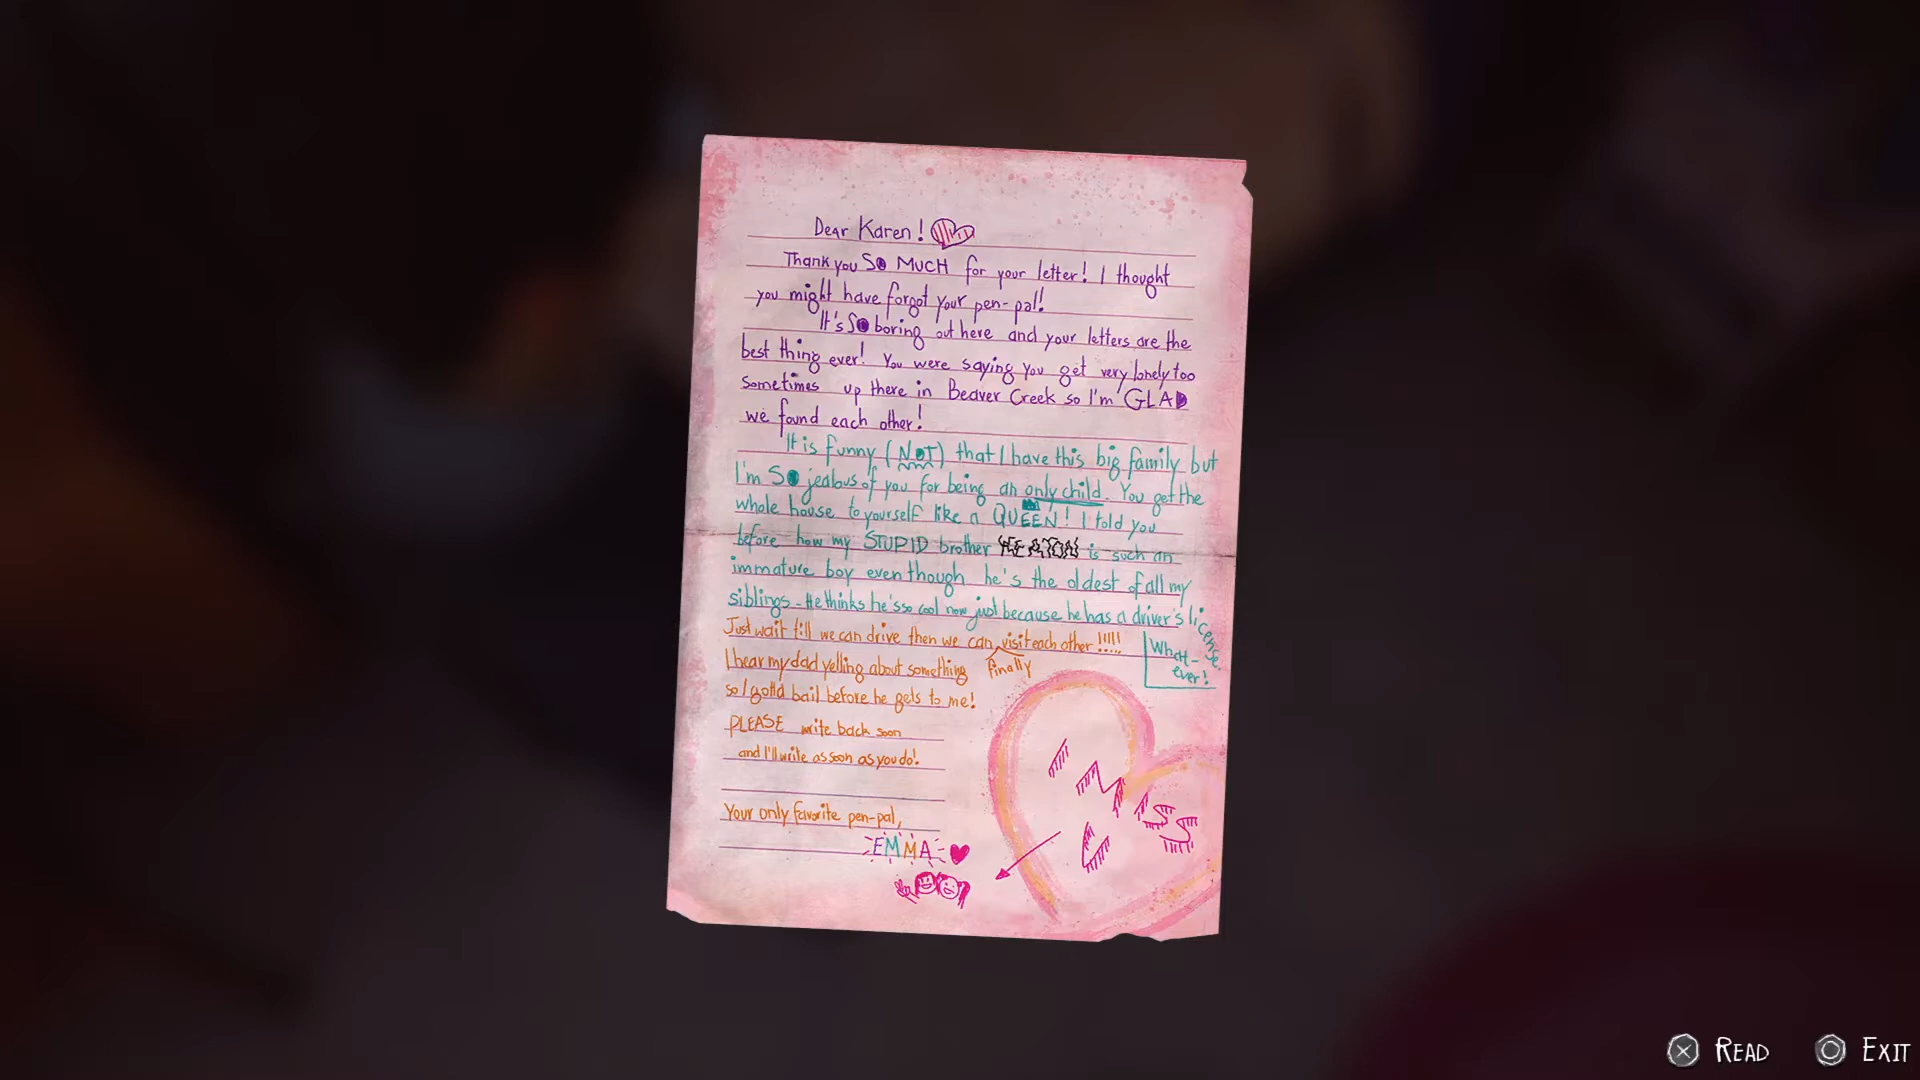 Dear Karen!
Thank you SO MUCH for your letter! I thought
you might have forgot your pen-pal!
It's SO boring out here and your letters are the
best thing ever! You were saying you get very lonely too
sometimes up there in Beaver Creek so I'm GLAD
we found each other!
It is funny (NOT) that I have this big family but
I'm SO jealous of you for being an only child. You get the
whole house to yourself like a QUEEN! I told you
before how my STUPID brother HEATON is such an
immature boy even though he's the oldest of all my
siblings - He thinks he's so cool now just because he has a driver's license.
What-
ever!
Just wait till we can visit each other!!!!!
finally
I hear my dad yelling about something
so I gotta bail before he gets to me!
PLEASE write back soon
and I'll write as soon as you do!
I MISS U
Your only favorite pen-pal,
EMMA
READ
EXIT